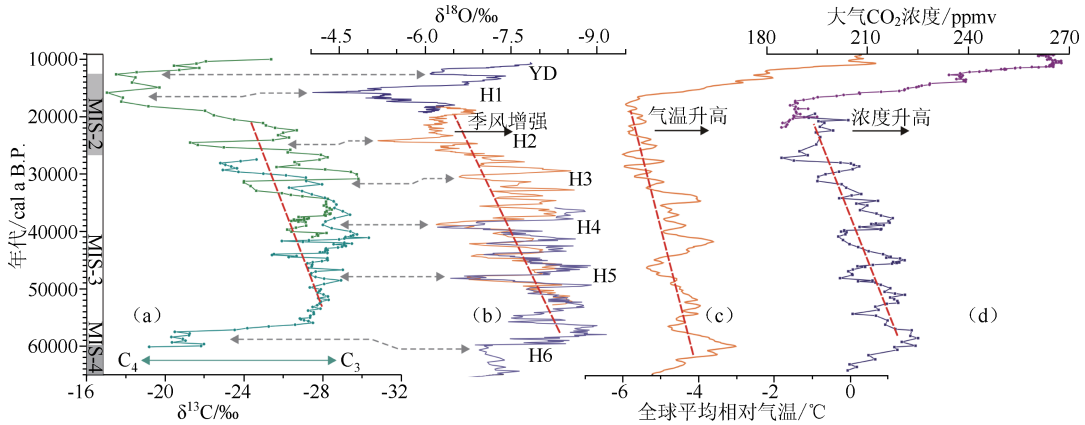 δ¹⁸O/‰
大气CO₂浓度/ppmv
-4.5 -6.0 -7.5 -9.0
180 210 240 270
年代/cal a B.P.
10000
20000
30000
40000
50000
60000
MIS-2
MIS-3
MIS-4
YD
H1
季风增强
H2
H3
H4
H5
H6
气温升高
浓度升高
(a)
(b)
(c)
(d)
C₄ C₃
-16 -20 -24 -28 -32
-6 -4 -2 0
δ¹³C/‰
全球平均相对气温/℃